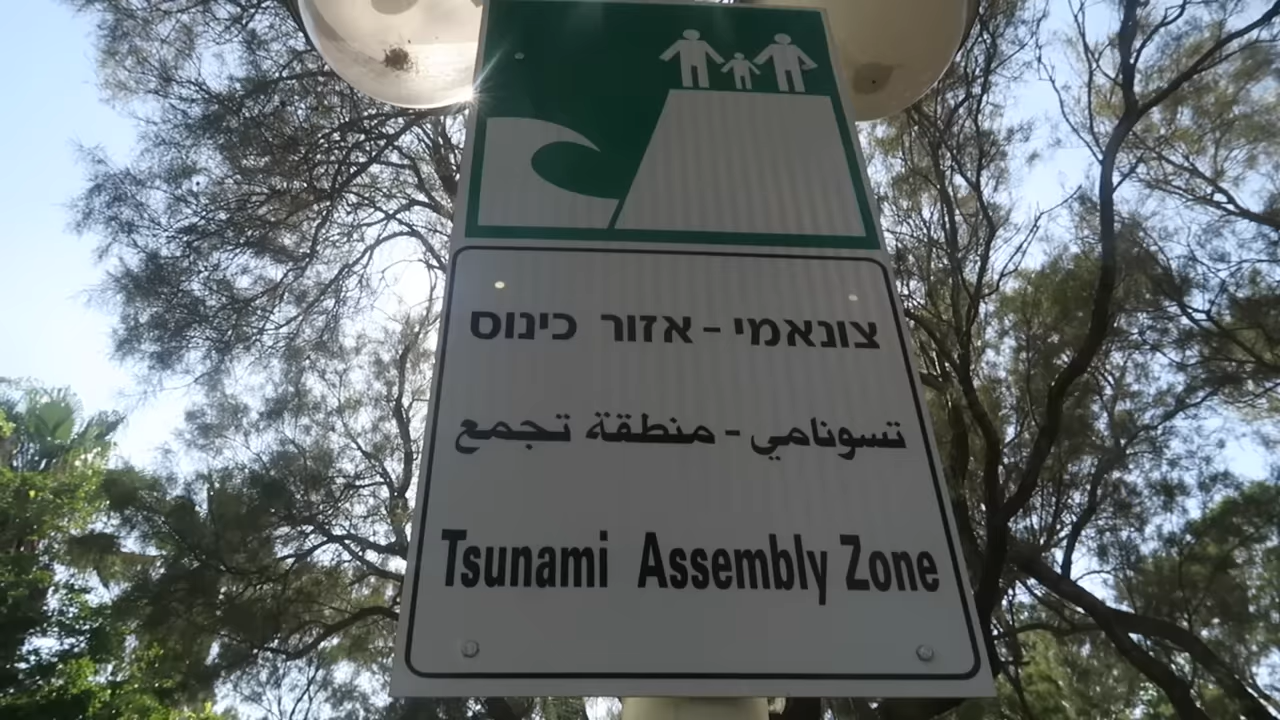 צונאמי - אזור כינוס
تسونامي - منطقة تجمع
Tsunami Assembly Zone